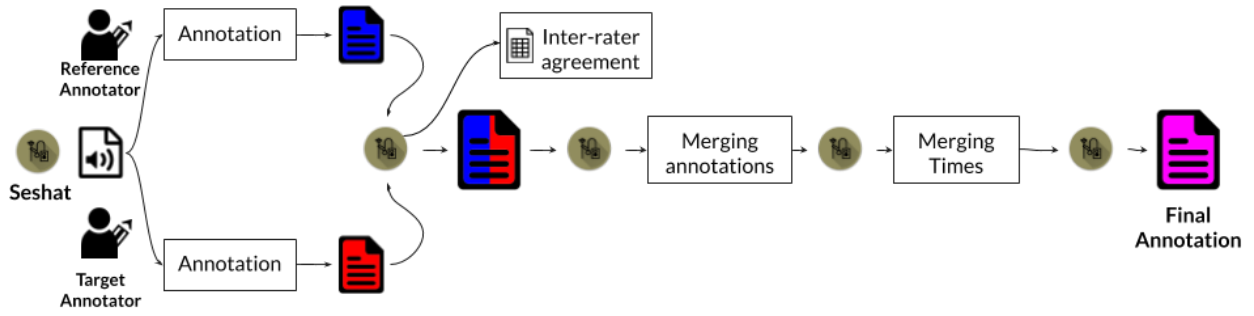 Reference
Annotator
Annotation
Inter-rater
agreement
Seshat
Merging
annotations
Merging
Times
Final
Annotation
Target
Annotator
Annotation